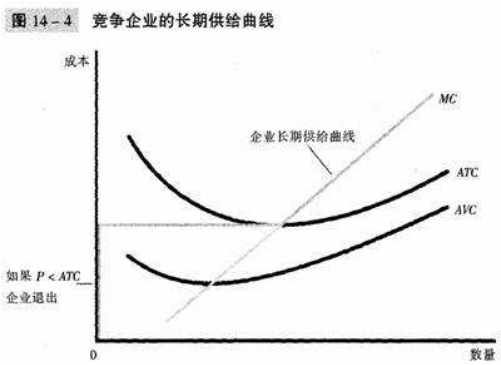 图 14-4 竞争企业的长期供给曲线
成本
MC
企业长期供给曲线
ATC
AVC
如果 P < ATC
企业退出
0
数量